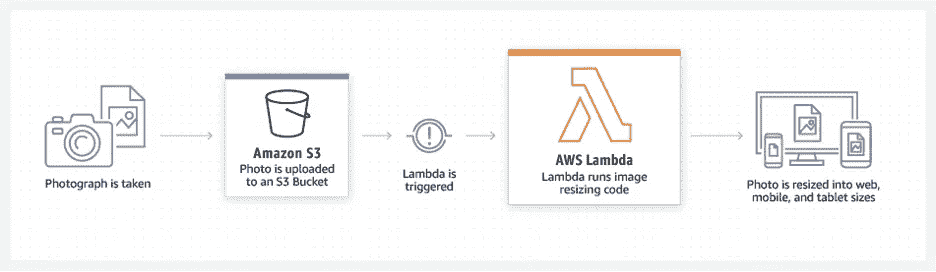 Photograph is taken
Amazon S3
Photo is uploaded
to an S3 Bucket
Lambda is
triggered
AWS Lambda
Lambda runs image
resizing code
Photo is resized into web,
mobile, and tablet sizes